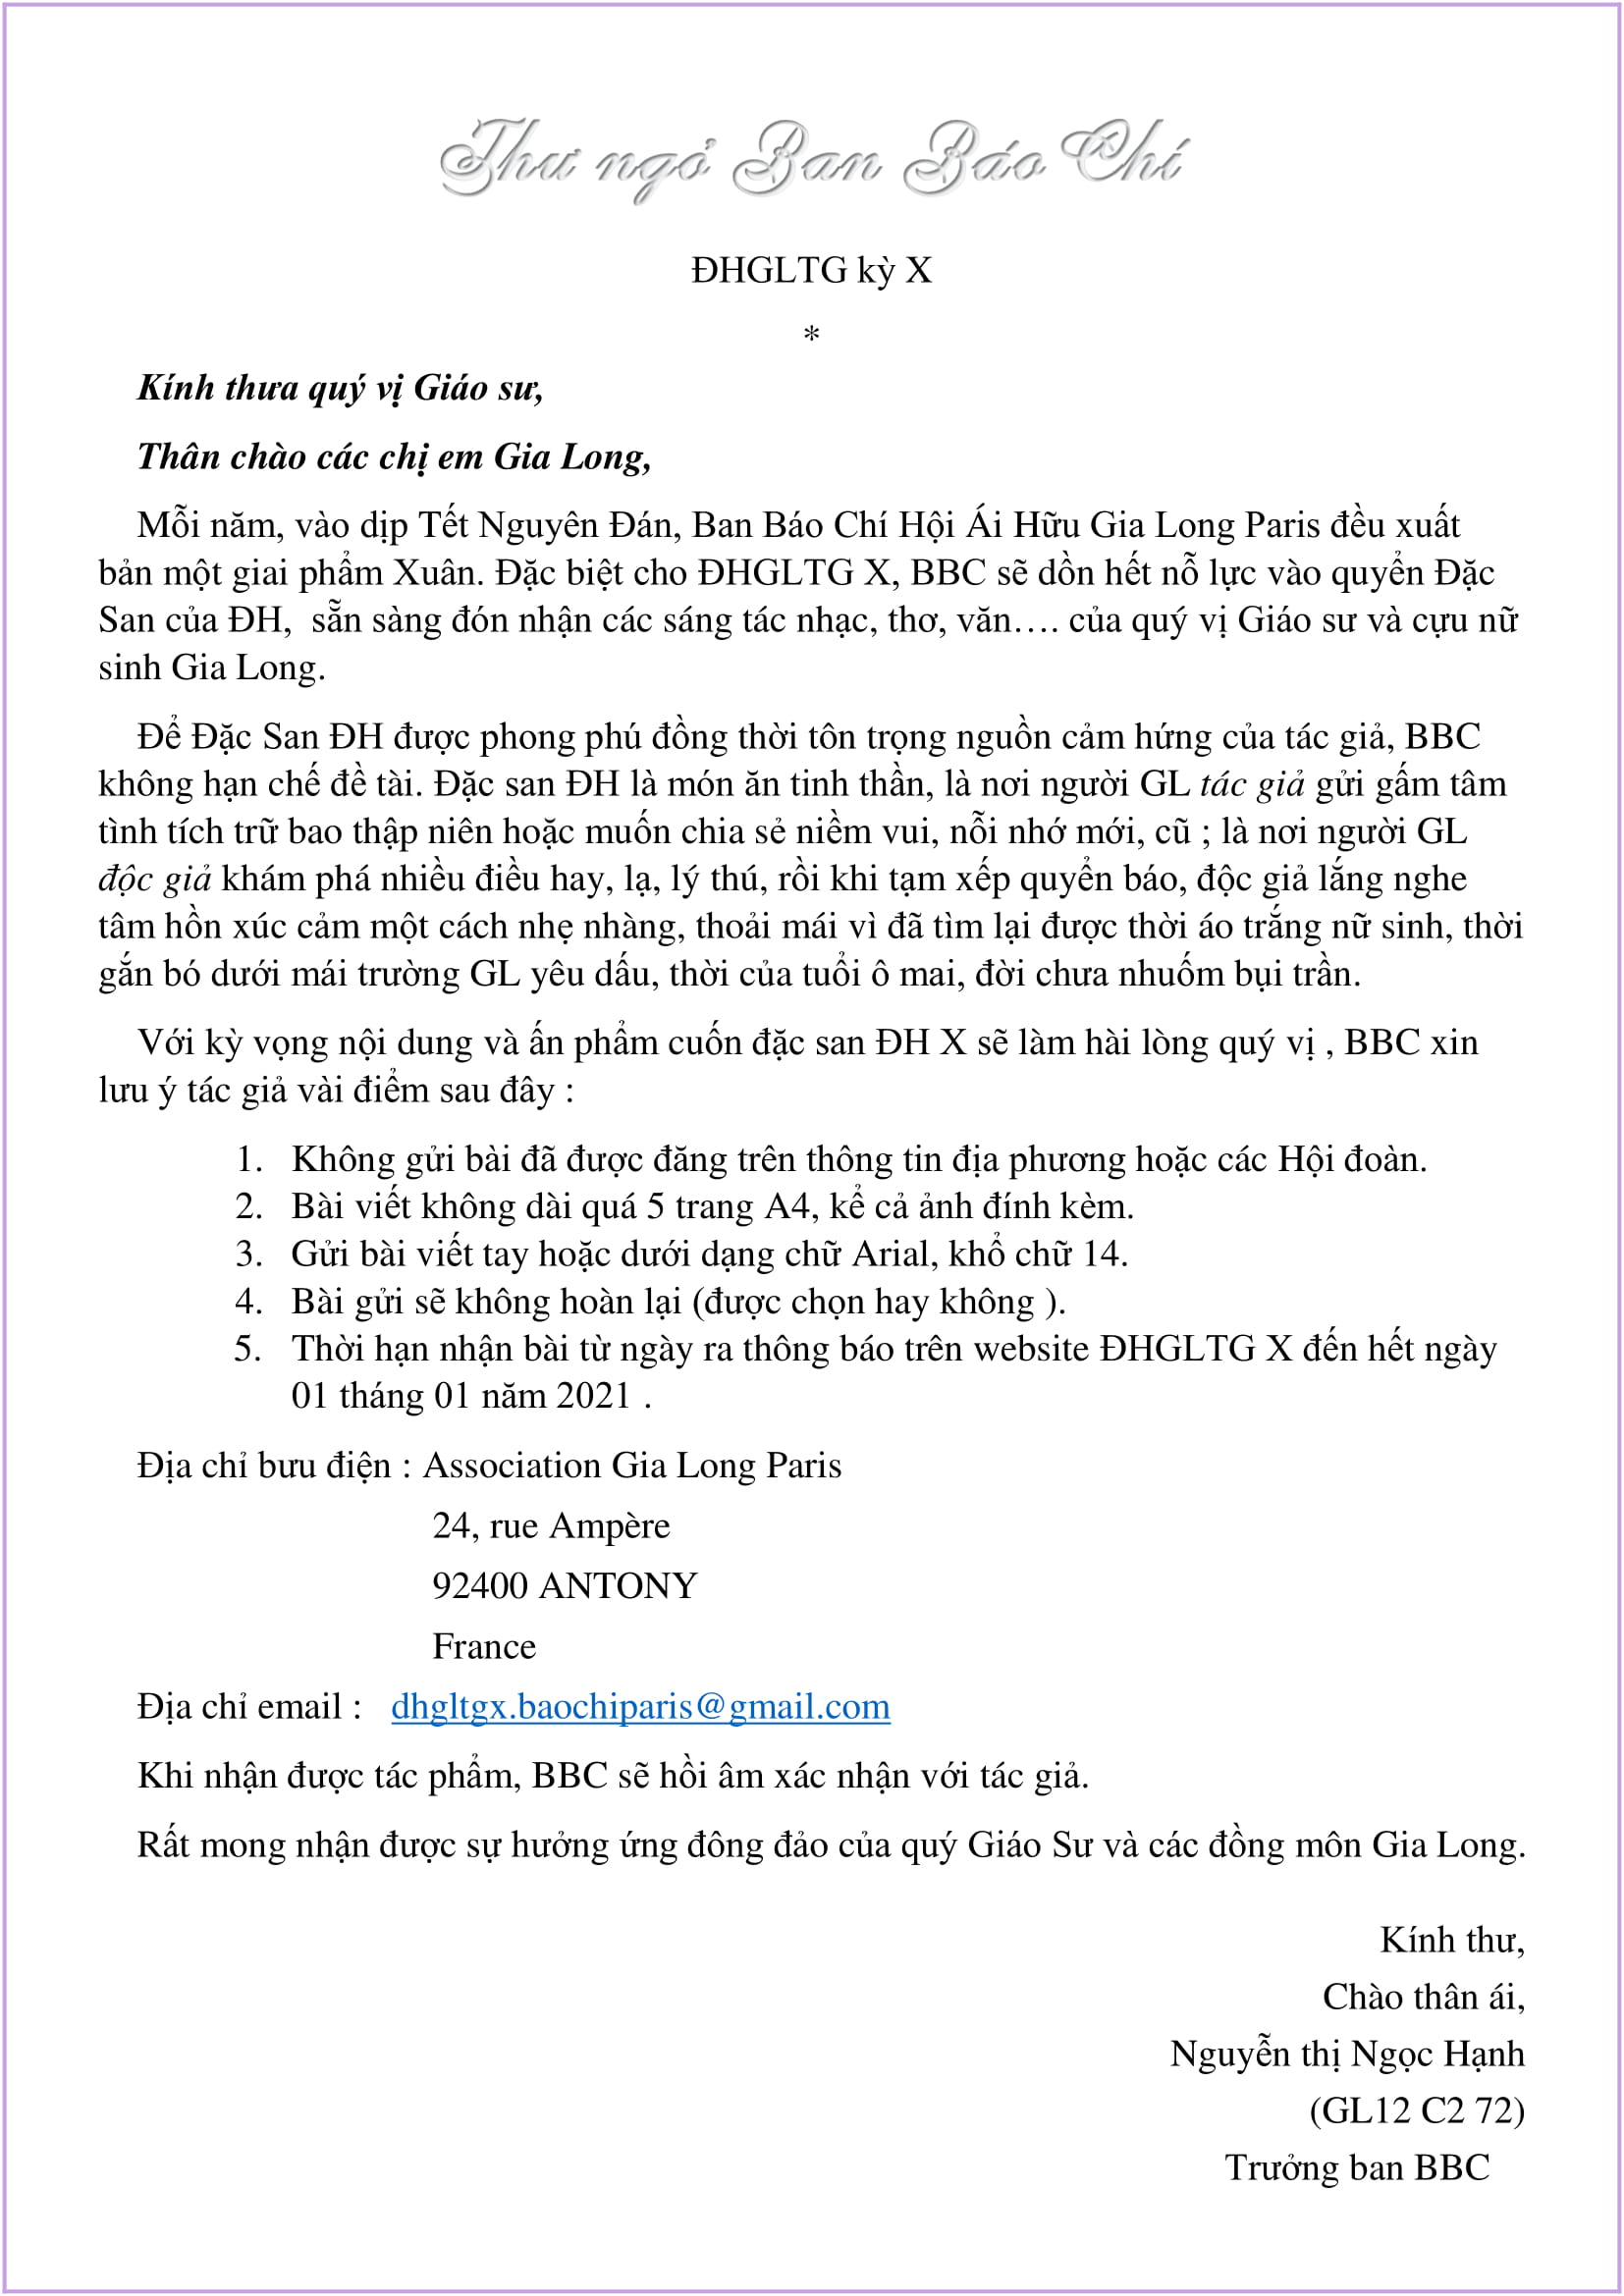 Thư ngỏ Ban Báo Chí
ĐHGLTG kỳ X
*
Kính thưa quý vị Giáo sư,
Thân chào các chị em Gia Long,
Mỗi năm, vào dịp Tết Nguyên Đán, Ban Báo Chí Hội Ái Hữu Gia Long Paris đều xuất
bản một giai phẩm Xuân. Đặc biệt cho ĐHGLTG X, BBC sẽ dồn hết nỗ lực vào quyển Đặc
San của ĐH,  sẵn sàng đón nhận các sáng tác nhạc, thơ, văn…. của quý vị Giáo sư và cựu nữ
sinh Gia Long.
Để Đặc San ĐH được phong phú đồng thời tôn trọng nguồn cảm hứng của tác giả, BBC
không hạn chế đề tài. Đặc san ĐH là món ăn tinh thần, là nơi người GL tác giả gửi gấm tâm
tình tích trữ bao thập niên hoặc muốn chia sẻ niềm vui, nỗi nhớ mới, cũ ; là nơi người GL
độc giả khám phá nhiều điều hay, lạ, lý thú, rồi khi tạm xếp quyển báo, độc giả lắng nghe
tâm hồn xúc cảm một cách nhẹ nhàng, thoải mái vì đã tìm lại được thời áo trắng nữ sinh, thời
gắn bó dưới mái trường GL yêu dấu, thời của tuổi ô mai, đời chưa nhuốm bụi trần.
Với kỳ vọng nội dung và ấn phẩm cuốn đặc san ĐH X sẽ làm hài lòng quý vị , BBC xin
lưu ý tác giả vài điểm sau đây :
1. Không gửi bài đã được đăng trên thông tin địa phương hoặc các Hội đoàn.
2. Bài viết không dài quá 5 trang A4, kể cả ảnh đính kèm.
3. Gửi bài viết tay hoặc dưới dạng chữ Arial, khổ chữ 14.
4. Bài gửi sẽ không hoàn lại (được chọn hay không ).
5. Thời hạn nhận bài từ ngày ra thông báo trên website ĐHGLTG X đến hết ngày
01 tháng 01 năm 2021 .
Địa chỉ bưu điện : Association Gia Long Paris
24, rue Ampère
92400 ANTONY
France
Địa chỉ email : dhgltgx.baochiparis@gmail.com
Khi nhận được tác phẩm, BBC sẽ hồi âm xác nhận với tác giả.
Rất mong nhận được sự hưởng ứng đông đảo của quý Giáo Sư và các đồng môn Gia Long.
Kính thư,
Chào thân ái,
Nguyễn thị Ngọc Hạnh
(GL12 C2 72)
Trưởng ban BBC